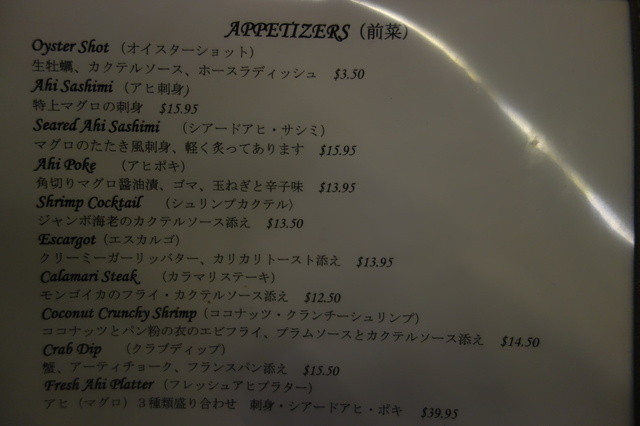 APPETIZERS (前菜)
Oyster Shot (オイスターショット)
生牡蠣、カクテルソース、ホースラディッシュ $3.50
Ahi Sashimi (アヒ刺身)
特上マグロの刺身 $15.95
Seared Ahi Sashimi (シアードアヒ・サシミ)
マグロのたたき風刺身、軽く炙ってあります $15.95
Ahi Poke (アヒポキ)
角切りマグロ醤油漬、ゴマ、玉ねぎと辛子味 $13.95
Shrimp Cocktail (シュリンプカクテル)
ジャンボ海老のカクテルソース添え $13.50
Escargot (エスカルゴ)
クリーミーガーリッバター、カリカリトースト添え $13.95
Calamari Steak (カラマリステーキ)
モンゴイカのフライ・カクテルソース添え $12.50
Coconut Crunchy Shrimp (ココナッツ・クランチーシュリンプ)
ココナッツとパン粉の衣のエビフライ、プラムソースとカクテルソース添え $14.50
Crab Dip (クラブディップ)
蟹、アーティチョーク、フランスパン添え $15.50
Fresh Ahi Platter (フレッシュアヒプラター)
アヒ（マグロ）３種類盛り合わせ 刺身・シアードアヒ・ポキ $39.95